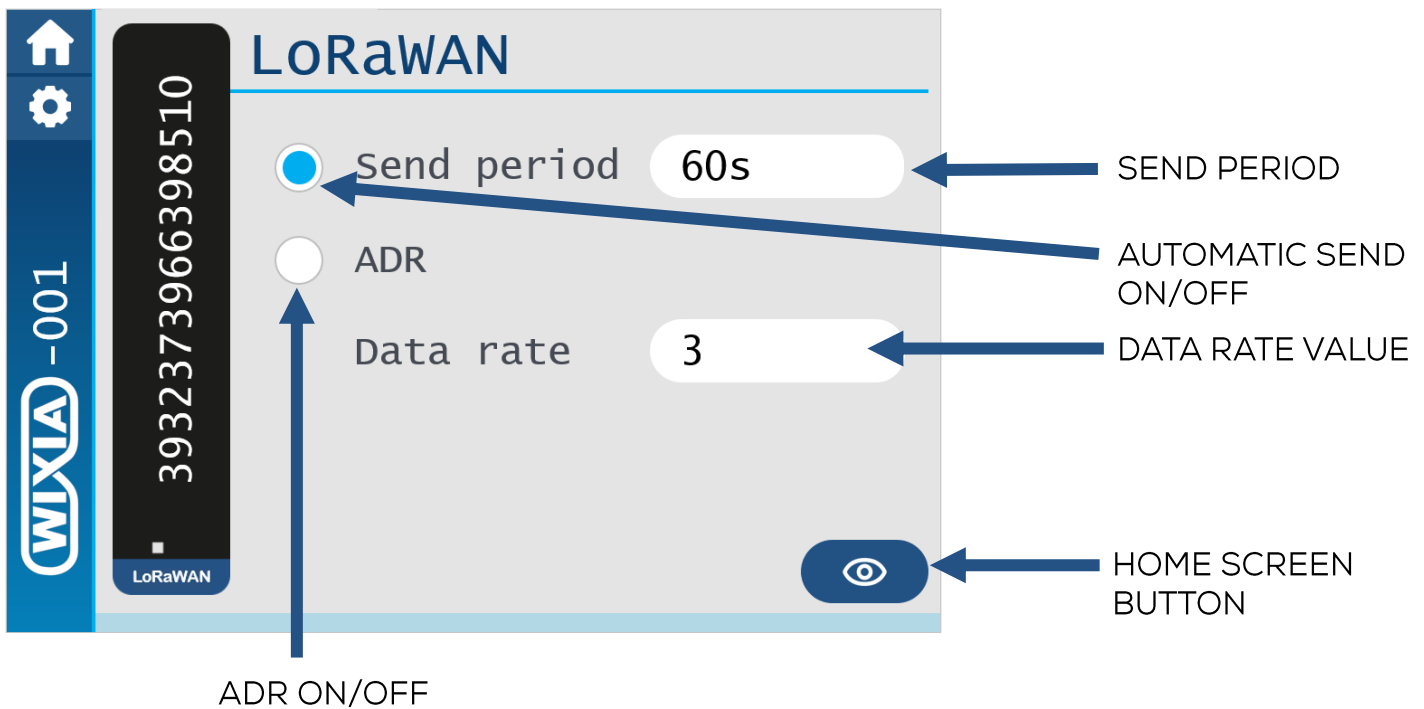 LoRaWAN
WIXIA -001
3932373966398510
LoRaWAN
Send period 60s
ADR
Data rate 3
SEND PERIOD
AUTOMATIC SEND
ON/OFF
DATA RATE VALUE
HOME SCREEN
BUTTON
ADR ON/OFF